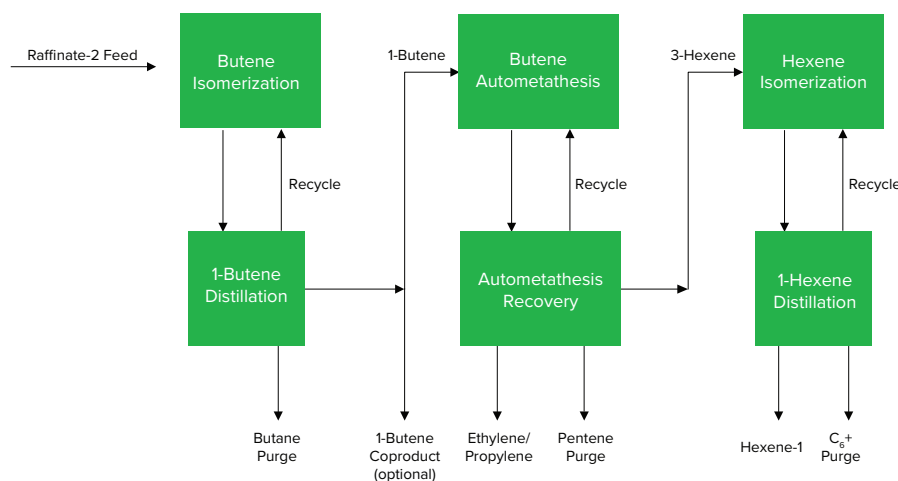 Raffinate-2 Feed
Butene
Isomerization
1-Butene
Butene
Autometathesis
3-Hexene
Hexene
Isomerization
Recycle
Recycle
Recycle
1-Butene
Distillation
Autometathesis
Recovery
1-Hexene
Distillation
Butane
Purge
1-Butene
Coproduct
(optional)
Ethylene/
Propylene
Pentene
Purge
Hexene-1
C₆+
Purge